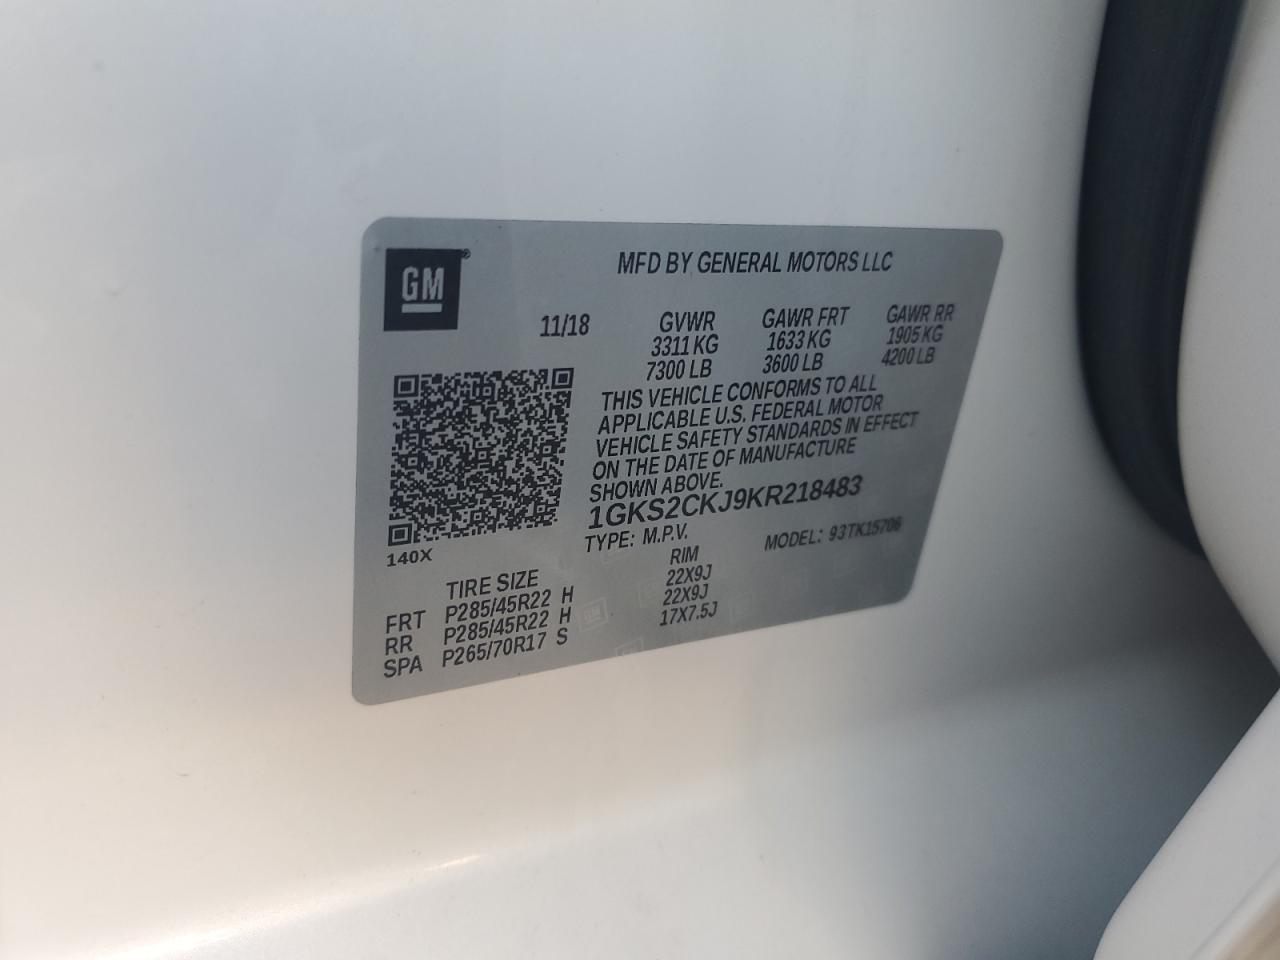 GM®
MFD BY GENERAL MOTORS LLC
11/18 GVWR GAWR FRT GAWR RR
3311 KG 1633 KG 1905 KG
7300 LB 3600 LB 4200 LB
THIS VEHICLE CONFORMS TO ALL
APPLICABLE U.S. FEDERAL MOTOR
VEHICLE SAFETY STANDARDS IN EFFECT
ON THE DATE OF MANUFACTURE
SHOWN ABOVE.
1GKS2CKJ9KR218483
TYPE: M.P.V. MODEL: 93TK15706
140X
TIRE SIZE RIM
FRT P285/45R22 H 22X9J
RR P285/45R22 H 22X9J
SPA P265/70R17 S 17X7.5J